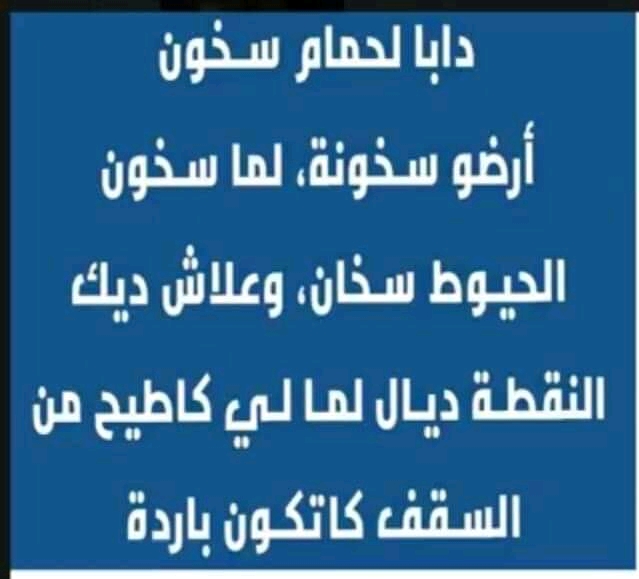 دابا لحمام سخون
أرضو سخونة، لما سخون
الحيوط سخان، وعلاش ديك
النقطة ديال لما لي كاطيح من
السقف كاتكون باردة